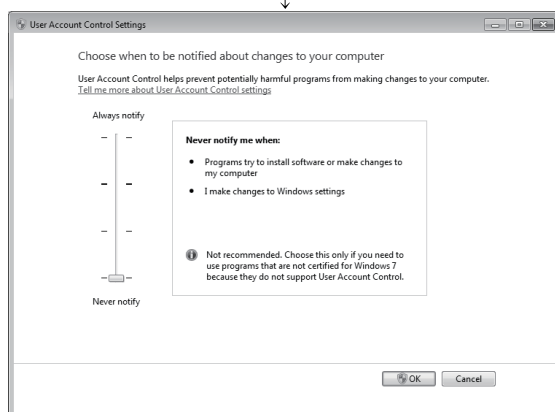 User Account Control Settings
Choose when to be notified about changes to your computer
User Account Control helps prevent potentially harmful programs from making changes to your computer.
Tell me more about User Account Control settings
Always notify
Never notify me when:
• Programs try to install software or make changes to
my computer
• I make changes to Windows settings
Not recommended. Choose this only if you need to
use programs that are not certified for Windows 7
because they do not support User Account Control.
Never notify
OK
Cancel